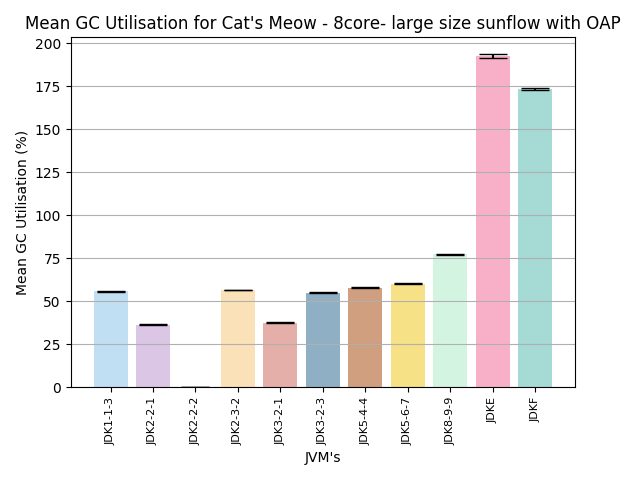 Mean GC Utilisation for Cat's Meow - 8core- large size sunflow with OAP
200
175
150
125
100
75
50
25
0
Mean GC Utilisation (%)
JDK1-1-3
JDK2-2-1
JDK2-2-2
JDK2-3-2
JDK3-2-1
JDK3-2-3
JDK5-4-4
JDK5-6-7
JDK8-9-9
JDKE
JDKF
JVM's